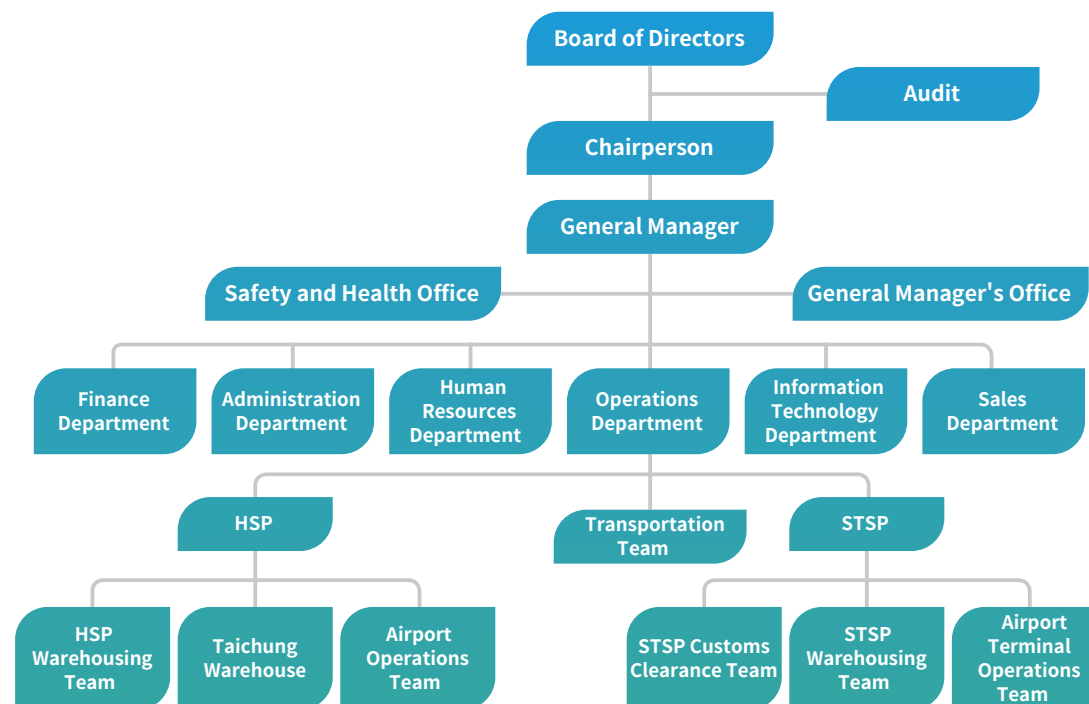 Board of Directors
Audit
Chairperson
General Manager
Safety and Health Office
General Manager's Office
Finance
Department
Administration
Department
Human
Resources
Department
Operations
Department
Information
Technology
Department
Sales
Department
HSP
Transportation
Team
STSP
HSP
Warehousing
Team
Taichung
Warehouse
Airport
Operations
Team
STSP Customs
Clearance Team
STSP
Warehousing
Team
Airport
Terminal
Operations
Team